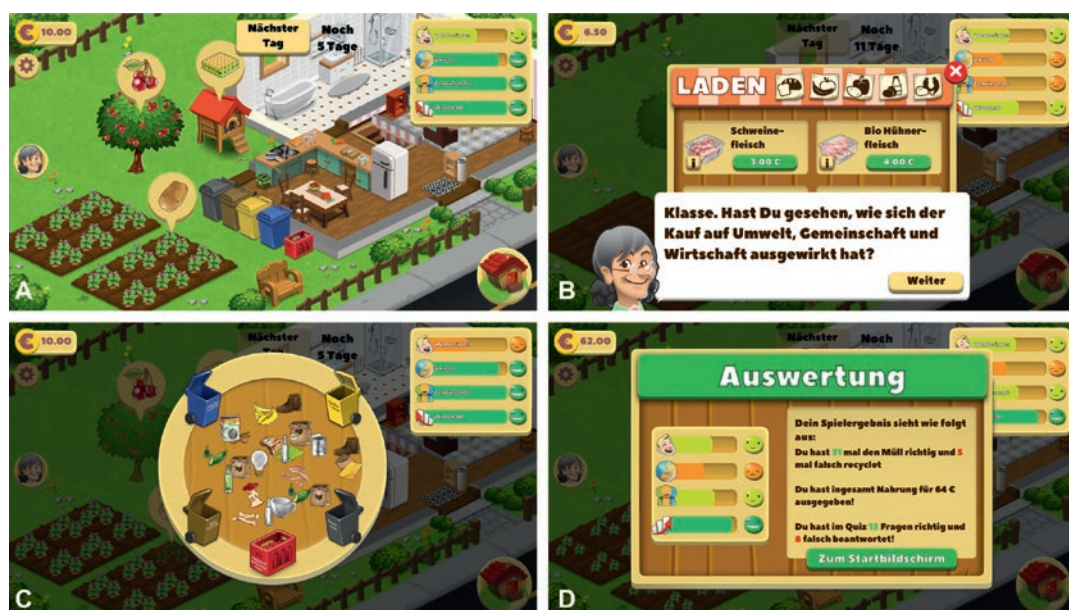 10.00
Nächster
Tag
Noch
5 Tage
A
6.50
Nächster
Tag
Noch
11 Tage
LADEN
Schweine-
fleisch
3.00 €
Bio Hühner-
fleisch
4.00 €
Klasse. Hast Du gesehen, wie sich der
Kauf auf Umwelt, Gemeinschaft und
Wirtschaft ausgewirkt hat?
Weiter
B
10.00
Nächster
Tag
Noch
5 Tage
C
62.00
Nächster
Noch
Auswertung
Dein Spielergebnis sieht wie folgt
aus:
mal den Müll richtig und
mal falsch recyclet
Du hast ingesamt Nahrung für 64 €
ausgegeben!
Du hast im Quiz Fragen richtig und
8 falsch beantwortet!
Zum Startbildschirm
D